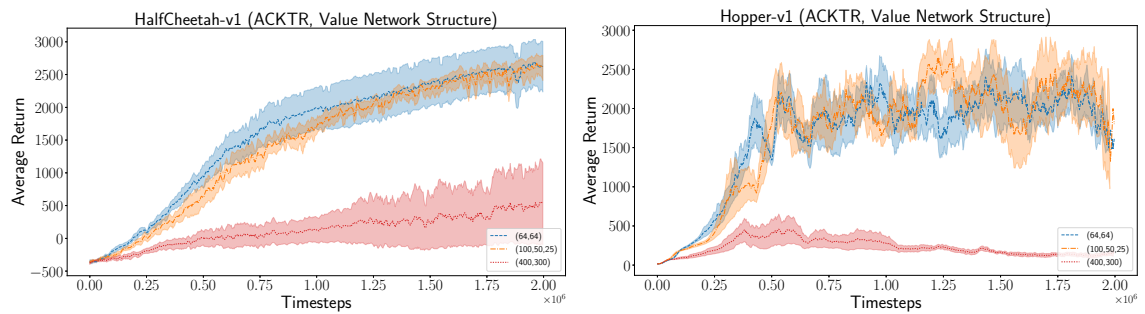 HalfCheetah-v1 (ACKTR, Value Network Structure)
3000
2500
2000
1500
1000
500
0
−500
Average Return
0.00 0.25 0.50 0.75 1.00 1.25 1.50 1.75 2.00
×10⁶
Timesteps
(64,64)
(100,50,25)
(400,300)
Hopper-v1 (ACKTR, Value Network Structure)
3000
2500
2000
1500
1000
500
0
Average Return
0.00 0.25 0.50 0.75 1.00 1.25 1.50 1.75 2.00
×10⁶
Timesteps
(64,64)
(100,50,25)
(400,300)